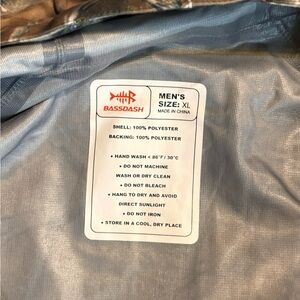 BASSDASH
MEN'S
SIZE: XL
MADE IN CHINA
SHELL: 100% POLYESTER
BACKING: 100% POLYESTER
• HAND WASH < 86°F / 30°C
• DO NOT MACHINE
WASH OR DRY CLEAN
• DO NOT BLEACH
• HANG TO DRY AND AVOID
DIRECT SUNLIGHT
• DO NOT IRON
• STORE IN A COOL, DRY PLACE